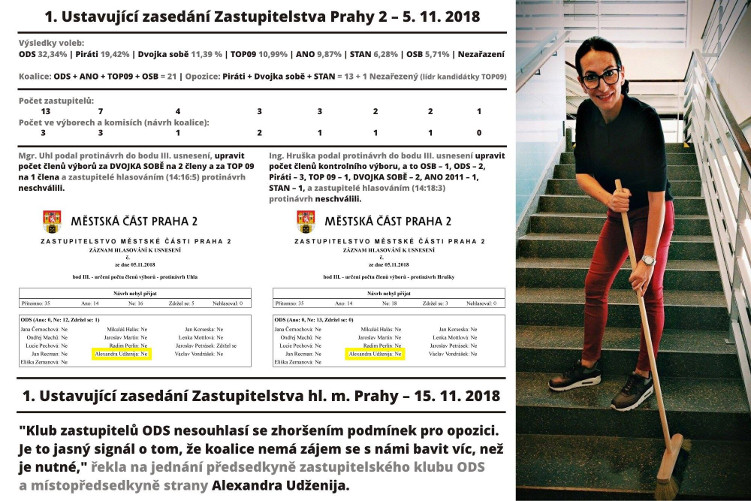 1. Ustavující zasedání Zastupitelstva Prahy 2 – 5. 11. 2018
Výsledky voleb:
ODS 32,34% | Piráti 19,42% | Dvojka sobě 11,39 % | TOP09 10,99% | ANO 9,87% | STAN 6,28% | OSB 5,71% | Nezařazení
Koalice: ODS + ANO + TOP09 + OSB = 21 | Opozice: Piráti + Dvojka sobě + STAN = 13 + 1 Nezařezený (lídr kandidátky TOP09)
Počet zastupitelů:
13 7 4 3 3 2 2 1
Počet ve výborech a komisích (návrh koalice):
3 3 1 2 1 1 1 0
Mgr. Uhl podal protinávrh do bodu III. usnesení, upravit
počet členů výborů za DVOJKA SOBĚ na 2 členy a za TOP 09
na 1 člena a zastupitelé hlasováním (14:16:5) protinávrh
neschválili.
Ing. Hruška podal protinávrh do bodu III. usnesení upravit
počet členů kontrolního výboru, a to OSB – 1, ODS – 2,
Piráti – 3, TOP 09 – 1, DVOJKA SOBĚ – 2, ANO 2011 – 1,
STAN – 1, a zastupitelé hlasováním (14:18:3)
protinávrh neschválili.
MĚSTSKÁ ČÁST PRAHA 2
ZASTUPITELSTVO MĚSTSKÉ ČÁSTI PRAHA 2
ZÁZNAM HLASOVÁNÍ K USNESENÍ
č.
ze dne 05.11.2018
bod III. - určení počtu členů výborů - protinávrh Uhla
Návrh nebyl přijat
Přítomno: 35 Ano: 14 Ne: 16 Zdržel se: 5 Nehlasoval: 0
ODS (Ano: 0, Ne: 12, Zdržel se: 1)
Jana Černochová: Ne Mikuláš Halas: Ne Jan Korseska: Ne
Ondřej Machů: Ne Jaroslav Martin: Ne Lenka Mottlová: Ne
Lucie Pechová: Ne Radim Perlín: Ne Jaroslav Petrásek: Zdržel se
Jan Recman: Ne Alexandra Udženija: Ne Václav Vondrášek: Ne
Eliška Zemanová: Ne
MĚSTSKÁ ČÁST PRAHA 2
ZASTUPITELSTVO MĚSTSKÉ ČÁSTI PRAHA 2
ZÁZNAM HLASOVÁNÍ K USNESENÍ
č.
ze dne 05.11.2018
bod III. - určení počtu členů výborů - protinávrh Hrušky
Návrh nebyl přijat
Přítomno: 35 Ano: 14 Ne: 18 Zdržel se: 3 Nehlasoval: 0
ODS (Ano: 0, Ne: 13, Zdržel se: 0)
Jana Černochová: Ne Mikuláš Halas: Ne Jan Korseska: Ne
Ondřej Machů: Ne Jaroslav Martin: Ne Lenka Mottlová: Ne
Lucie Pechová: Ne Radim Perlín: Ne Jaroslav Petrásek: Ne
Jan Recman: Ne Alexandra Udženija: Ne Václav Vondrášek: Ne
Eliška Zemanová: Ne
1. Ustavující zasedání Zastupitelstva hl. m. Prahy – 15. 11. 2018
"Klub zastupitelů ODS nesouhlasí se zhoršením podmínek pro opozici.
Je to jasný signál o tom, že koalice nemá zájem se s námi bavit víc, než
je nutné," řekla na jednání předsedkyně zastupitelského klubu ODS
a místopředsedkyně strany Alexandra Udženija.